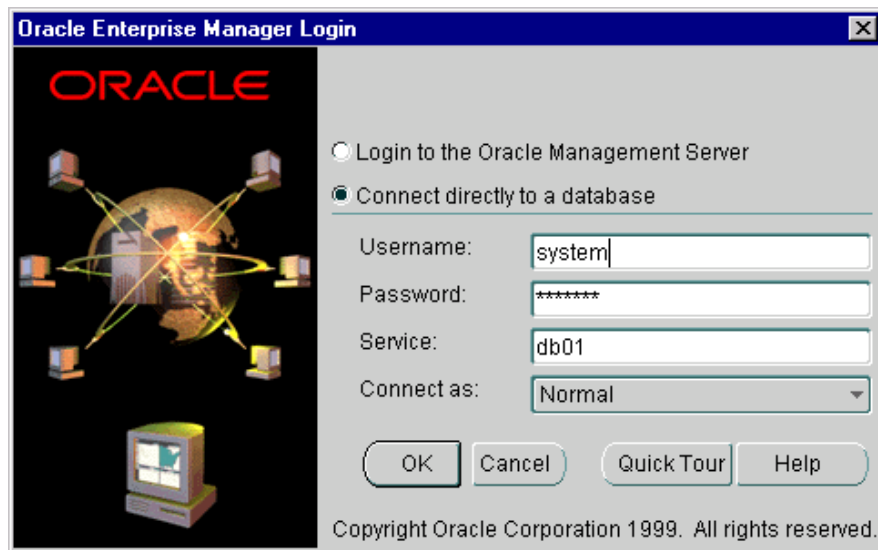 Oracle Enterprise Manager Login
ORACLE
Login to the Oracle Management Server
Connect directly to a database
Username: system
Password: *******
Service: db01
Connect as: Normal
OK Cancel Quick Tour Help
Copyright Oracle Corporation 1999. All rights reserved.